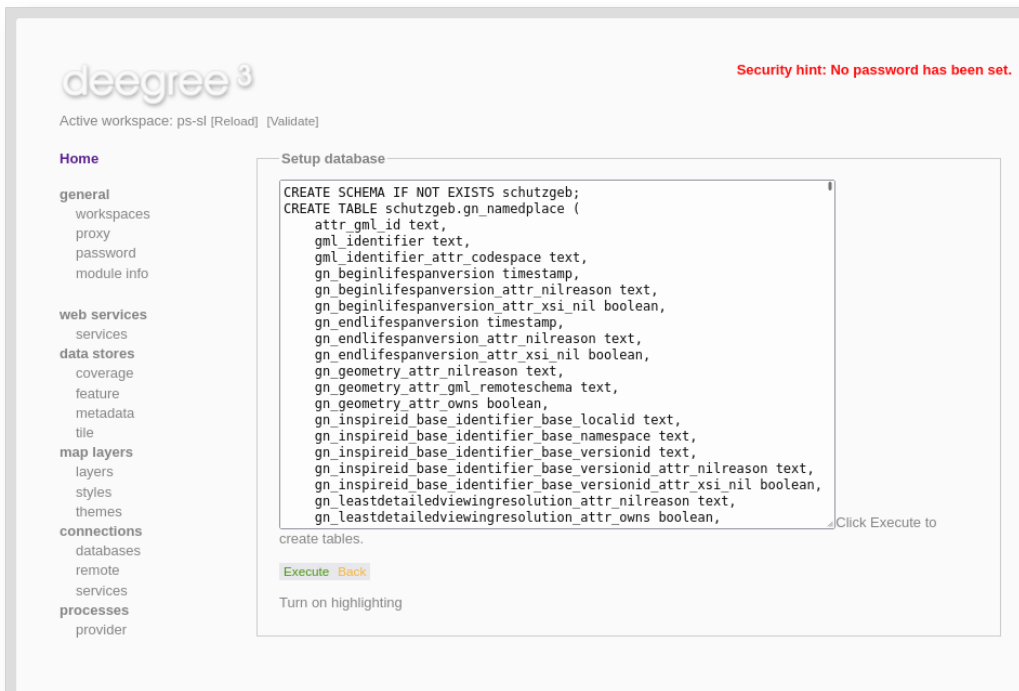 deegree 3
Security hint: No password has been set.
Active workspace: ps-sl [Reload] [Validate]
Home
general
workspaces
proxy
password
module info
web services
services
data stores
coverage
feature
metadata
tile
map layers
layers
styles
themes
connections
databases
remote
services
processes
provider
Setup database
CREATE SCHEMA IF NOT EXISTS schutzgeb;
CREATE TABLE schutzgeb.gn_namedplace (
attr_gml_id text,
gml_identifier text,
gml_identifier_attr_codespace text,
gn_beginlifespanversion timestamp,
gn_beginlifespanversion_attr_nilreason text,
gn_beginlifespanversion_attr_xsi_nil boolean,
gn_endlifespanversion timestamp,
gn_endlifespanversion_attr_nilreason text,
gn_endlifespanversion_attr_xsi_nil boolean,
gn_geometry_attr_nilreason text,
gn_geometry_attr_gml_remoteschema text,
gn_geometry_attr_owns boolean,
gn_inspireid_base_identifier_base_localid text,
gn_inspireid_base_identifier_base_namespace text,
gn_inspireid_base_identifier_base_versionid text,
gn_inspireid_base_identifier_base_versionid_attr_nilreason text,
gn_inspireid_base_identifier_base_versionid_attr_xsi_nil boolean,
gn_leastdetailedviewingresolution_attr_nilreason text,
gn_leastdetailedviewingresolution_attr_owns boolean,
Click Execute to
create tables.
Execute Back
Turn on highlighting